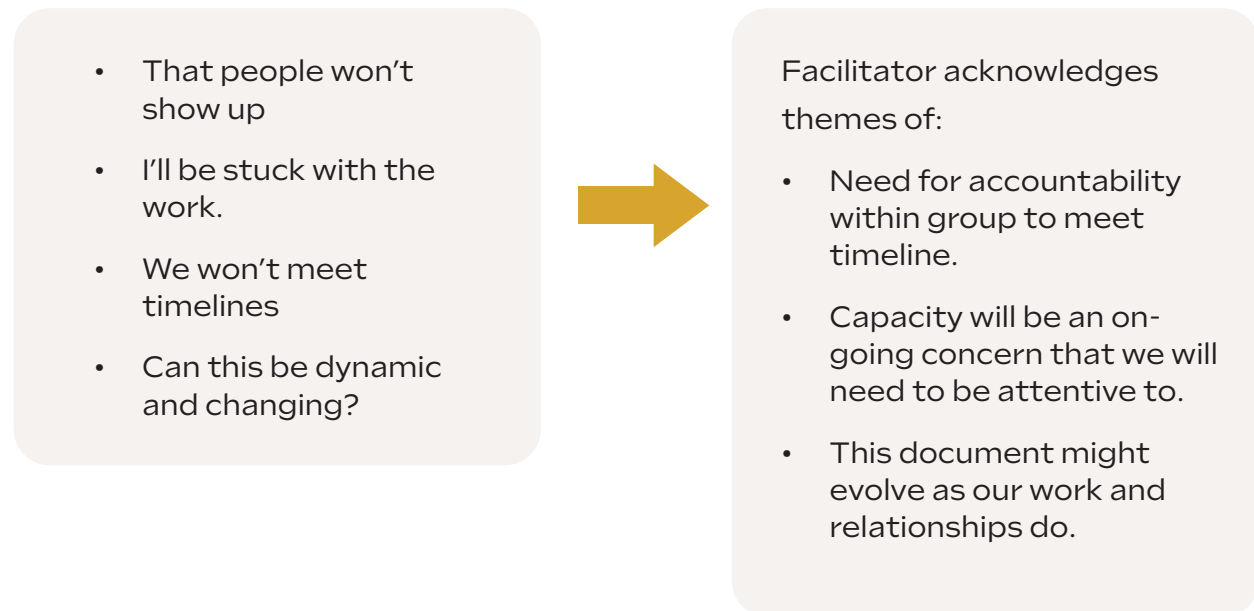 • That people won't
show up
• I'll be stuck with the
work.
• We won't meet
timelines
• Can this be dynamic
and changing?
Facilitator acknowledges
themes of:
• Need for accountability
within group to meet
timeline.
• Capacity will be an on-
going concern that we will
need to be attentive to.
• This document might
evolve as our work and
relationships do.